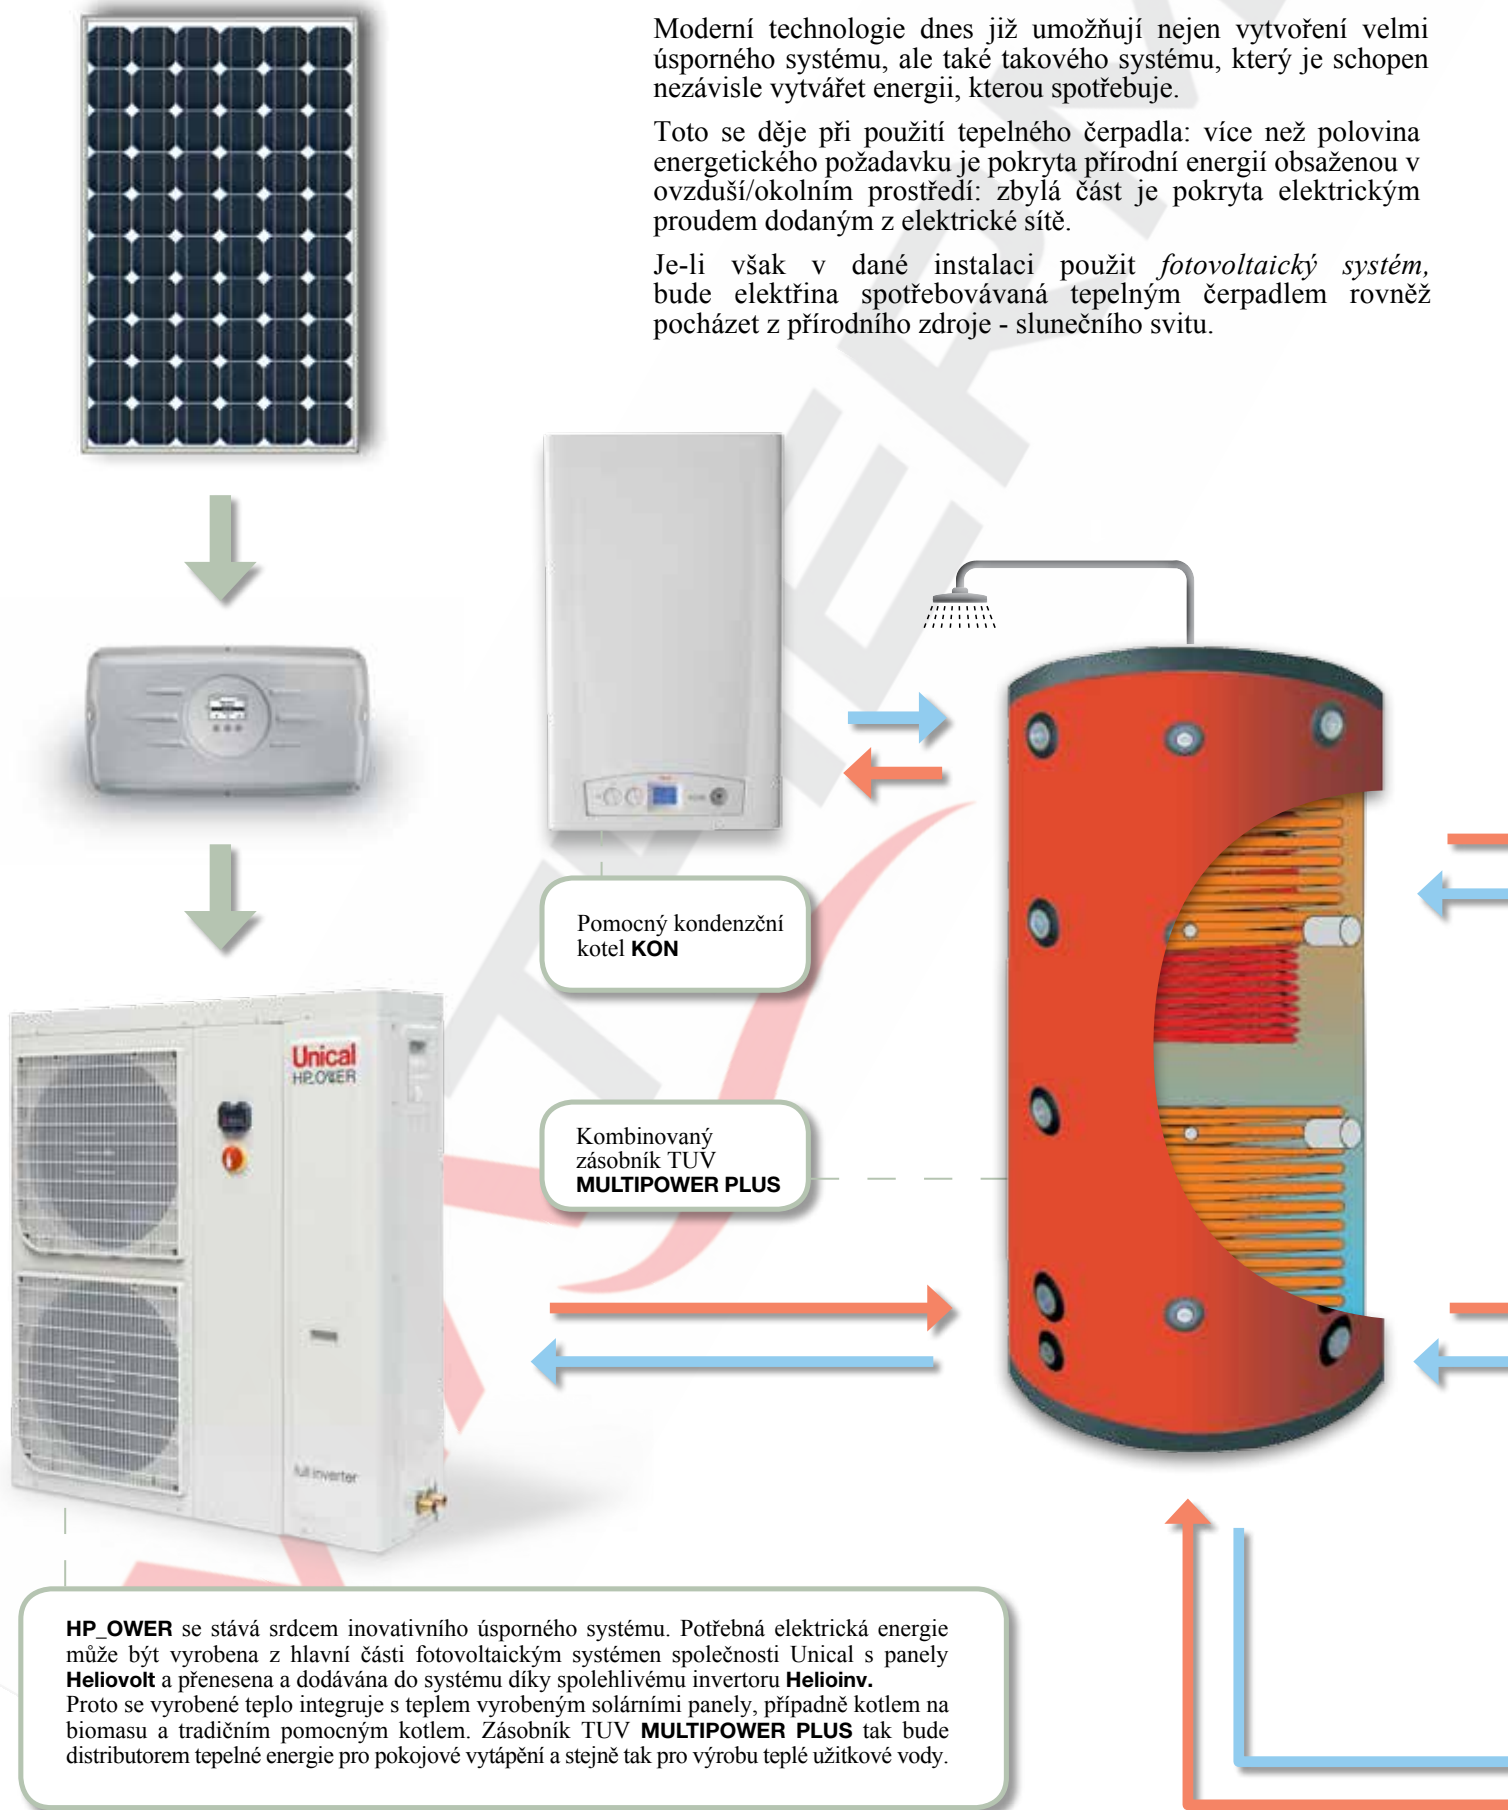 Moderní technologie dnes již umožňují nejen vytvoření velmi
úsporného systému, ale také takového systému, který je schopen
nezávisle vytvářet energii, kterou spotřebuje.
Toto se děje při použití tepelného čerpadla: více než polovina
energetického požadavku je pokryta přírodní energií obsaženou v
ovzduší/okolním prostředí: zbylá část je pokryta elektrickým
proudem dodaným z elektrické sítě.
Je-li však v dané instalaci použit fotovoltaický systém,
bude elektřina spotřebovávaná tepelným čerpadlem rovněž
pocházet z přírodního zdroje - slunečního svitu.
Pomocný kondenzční
kotel KON
Unical
HP_OWER
Kombinovaný
zásobník TUV
MULTIPOWER PLUS
full inverter
HP_OWER se stává srdcem inovativního úsporného systému. Potřebná elektrická energie
může být vyrobena z hlavní části fotovoltaickým systémen společnosti Unical s panely
Heliovolt a přenesena a dodávána do systému díky spolehlivému invertoru Helioinv.
Proto se vyrobené teplo integruje s teplem vyrobeným solárními panely, případně kotlem na
biomasu a tradičním pomocným kotlem. Zásobník TUV MULTIPOWER PLUS tak bude
distributorem tepelné energie pro pokojové vytápění a stejně tak pro výrobu teplé užitkové vody.